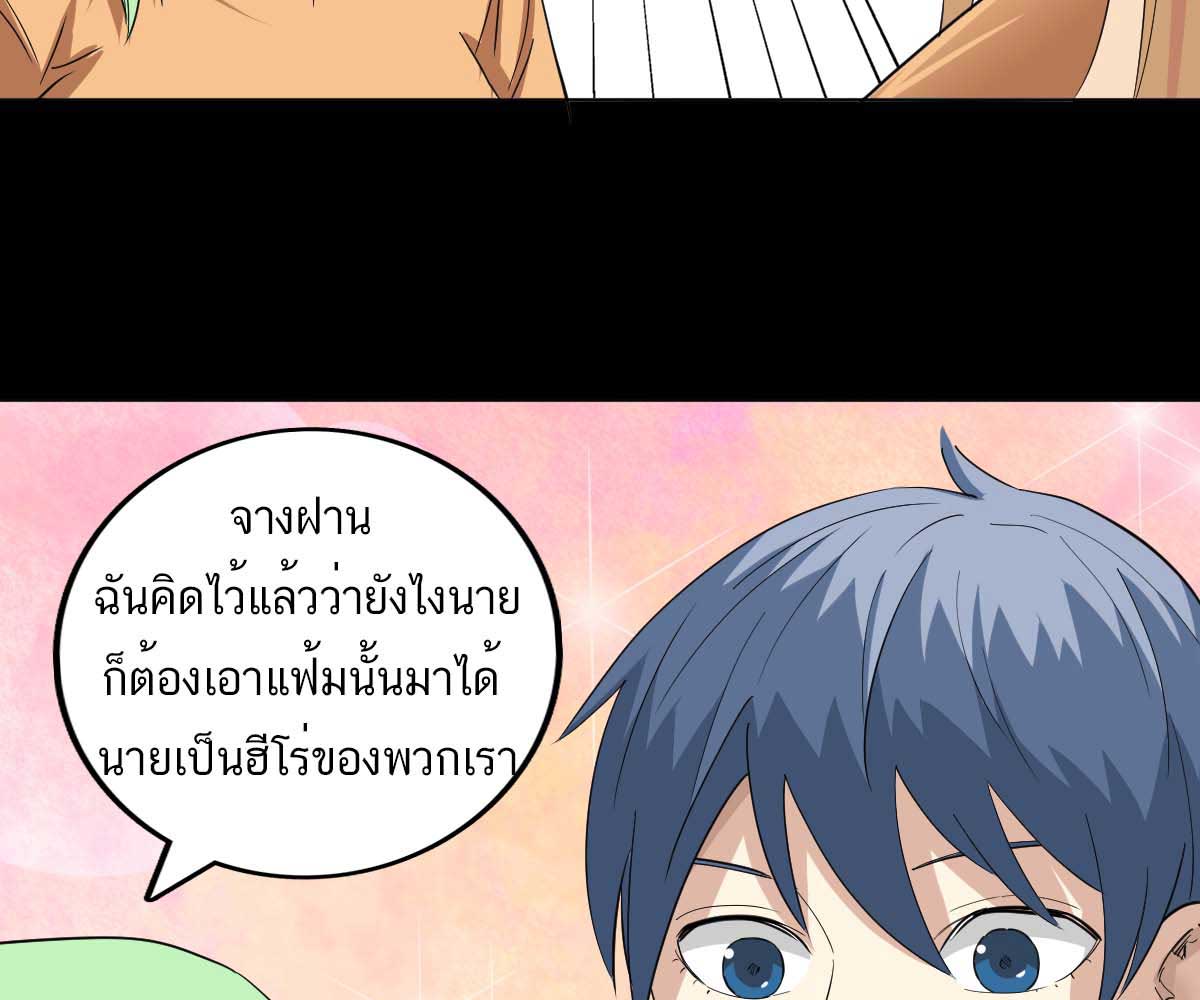 จางฝาน
ฉันคิดไว้แล้วว่ายังไงนาย
ก็ต้องเอาแฟ้มนั้นมาได้
นายเป็นฮีโร่ของพวกเรา